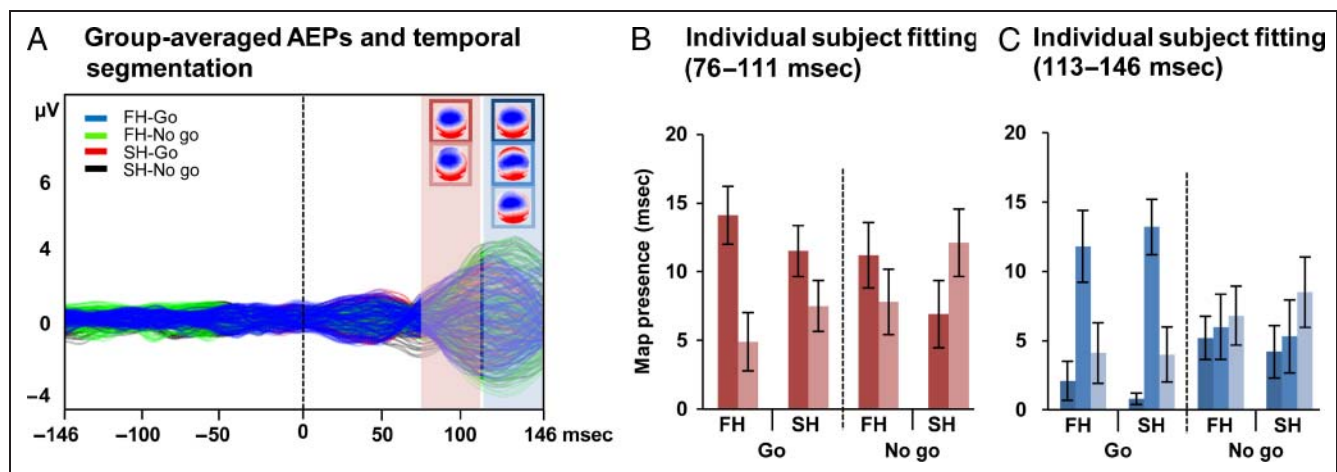 A Group-averaged AEPs and temporal
segmentation
μV
6
4
0
−4
FH-Go
FH-No go
SH-Go
SH-No go
−146
−100
−50
0
50
100
146 msec
B Individual subject fitting
(76–111 msec)
Map presence (msec)
20
15
10
5
0
FH
SH
FH
SH
Go
No go
C Individual subject fitting
(113–146 msec)
20
15
10
5
0
FH
SH
FH
SH
Go
No go